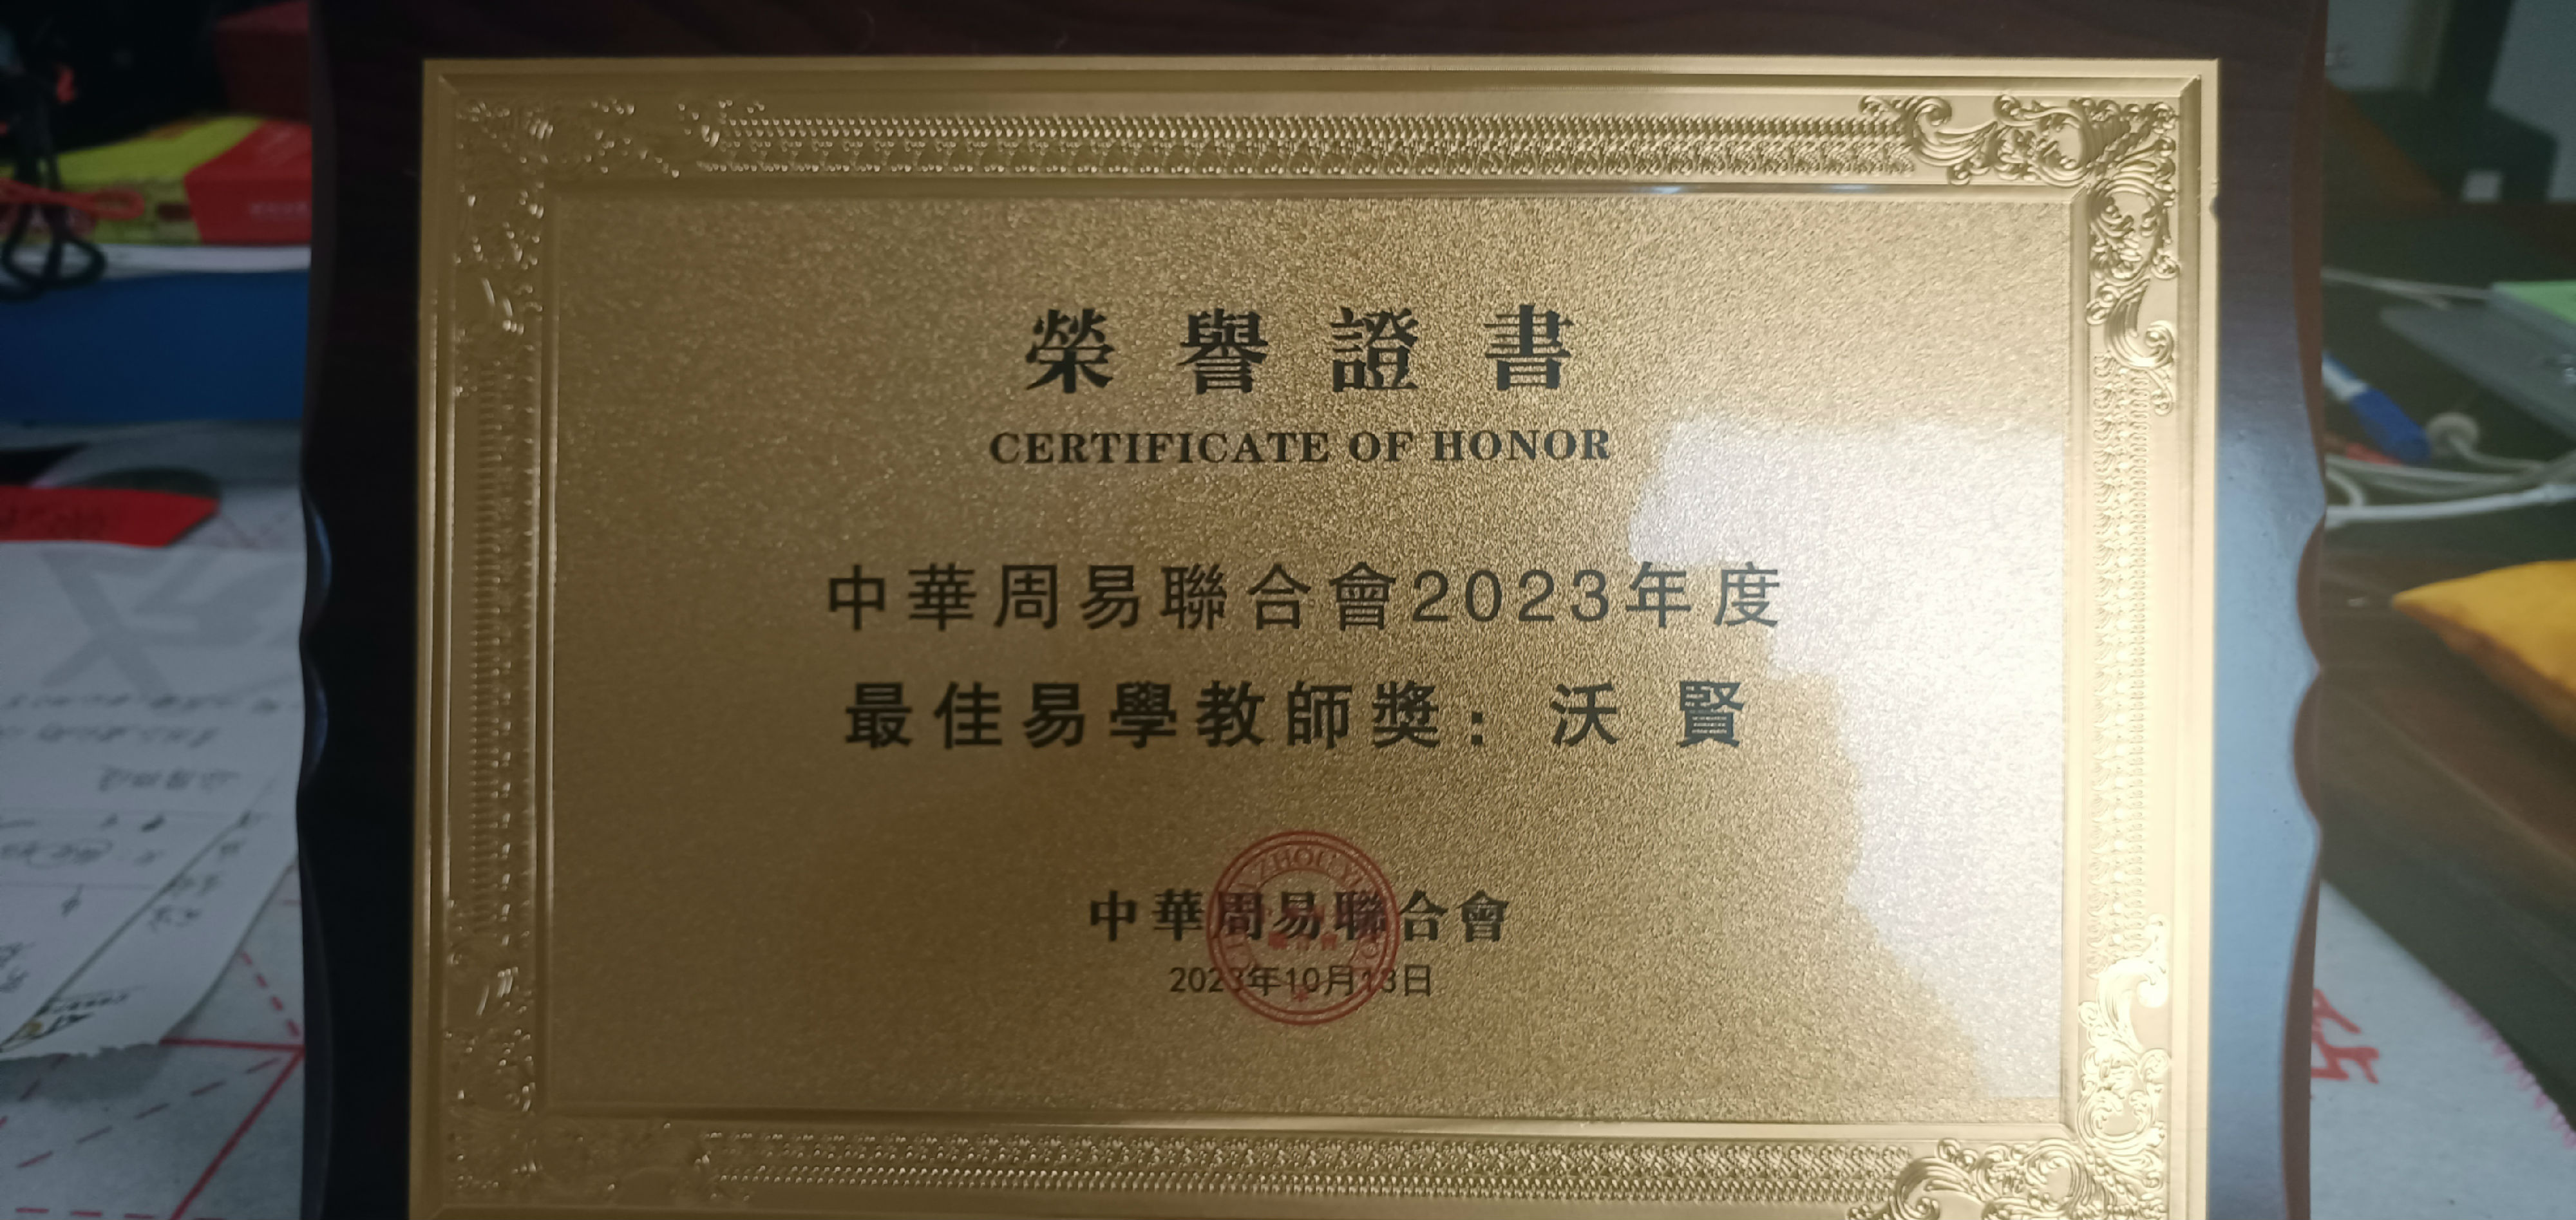 榮譽證書
CERTIFICATE OF HONOR
中華周易聯合會2023年度
最佳易學教師獎：沃 賢
中華周易聯合會
2023年10月13日
ZHOU